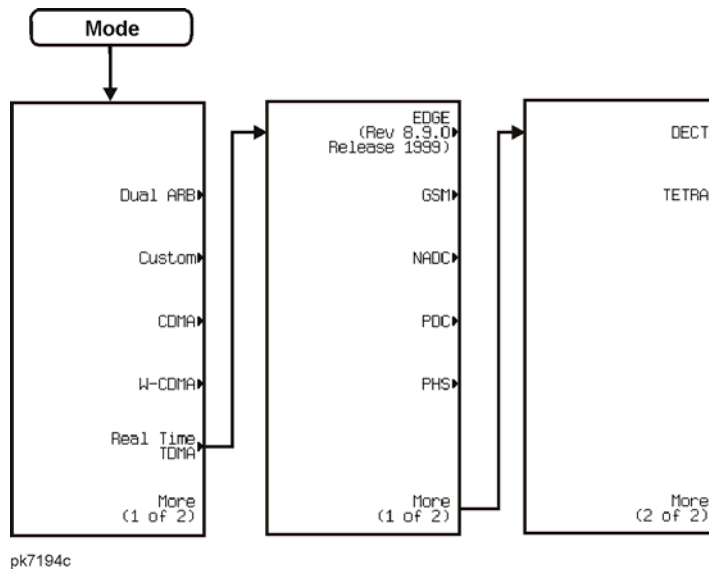 Mode
Dual ARB
Custom
CDMA
W-CDMA
Real Time
TDMA
More
(1 of 2)
EDGE
(Rev 8.9.0
Release 1999)
GSM
NADC
PDC
PHS
More
(1 of 2)
DECT
TETRA
More
(2 of 2)
pk7194c